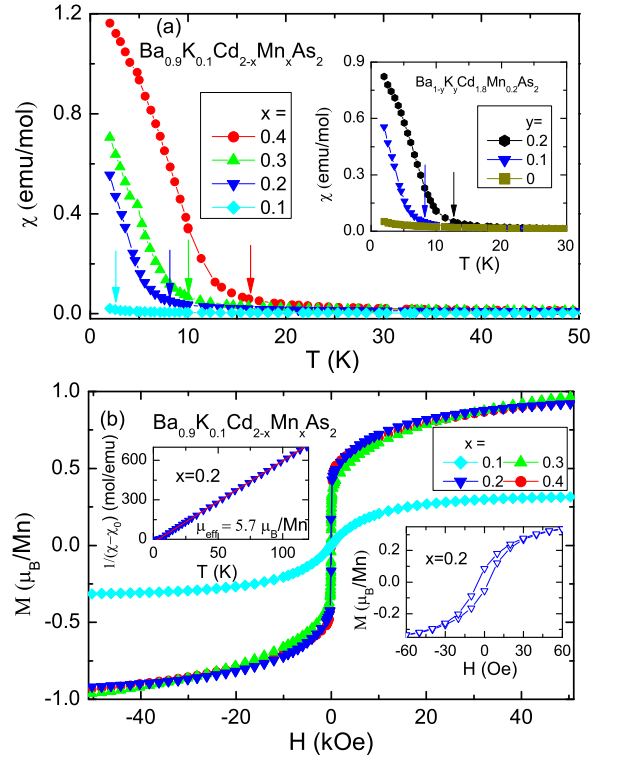 (a)
Ba0.9K0.1Cd2-xMnxAs2
x =
0.4
0.3
0.2
0.1
χ (emu/mol)
1.2
0.8
0.4
0.0
0 10 20 30 40 50
T (K)
Ba1-yKyCd1.8Mn0.2As2
y=
0.2
0.1
0
χ (emu/mol)
0.9
0.6
0.3
0.0
0 5 10 15 20 25 30
T (K)
(b)
Ba0.9K0.1Cd2-xMnxAs2
M (μB/Mn)
1.0
0.5
0.0
-0.5
-1.0
-40 -20 0 20 40
H (kOe)
x =
0.1 0.3
0.2 0.4
1/(χ-χ0) (mol/emu)
600
400
200
0
x=0.2
μeff = 5.7 μB/Mn
0 50 100
T (K)
M (μB/Mn)
0.2
0.0
-0.2
x=0.2
-60 -30 0 30 60
H (Oe)